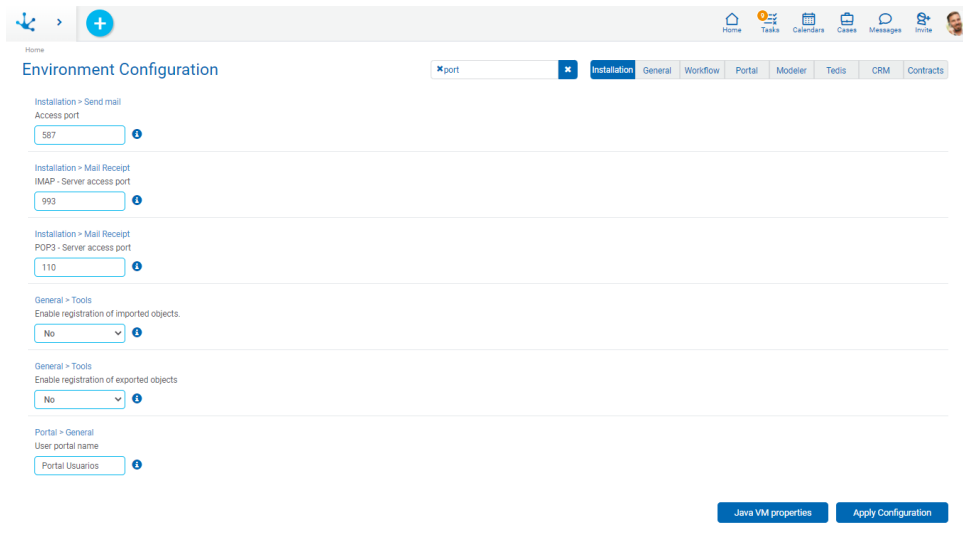 9
Home
Tasks
Calendars
Cases
Messages
Invite
Home
Environment Configuration
port
Installation
General
Workflow
Portal
Modeler
Tedis
CRM
Contracts
Installation > Send mail
Access port
587
Installation > Mail Receipt
IMAP - Server access port
993
Installation > Mail Receipt
POP3 - Server access port
110
General > Tools
Enable registration of imported objects.
No
General > Tools
Enable registration of exported objects
No
Portal > General
User portal name
Portal Usuarios
Java VM properties
Apply Configuration